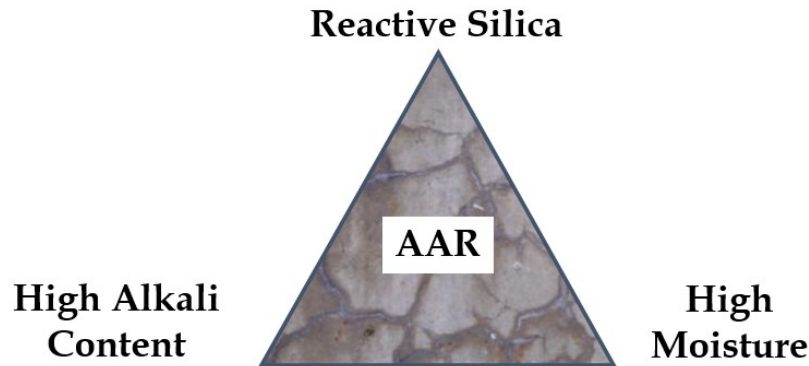 Reactive Silica
AAR
High Alkali
Content
High
Moisture